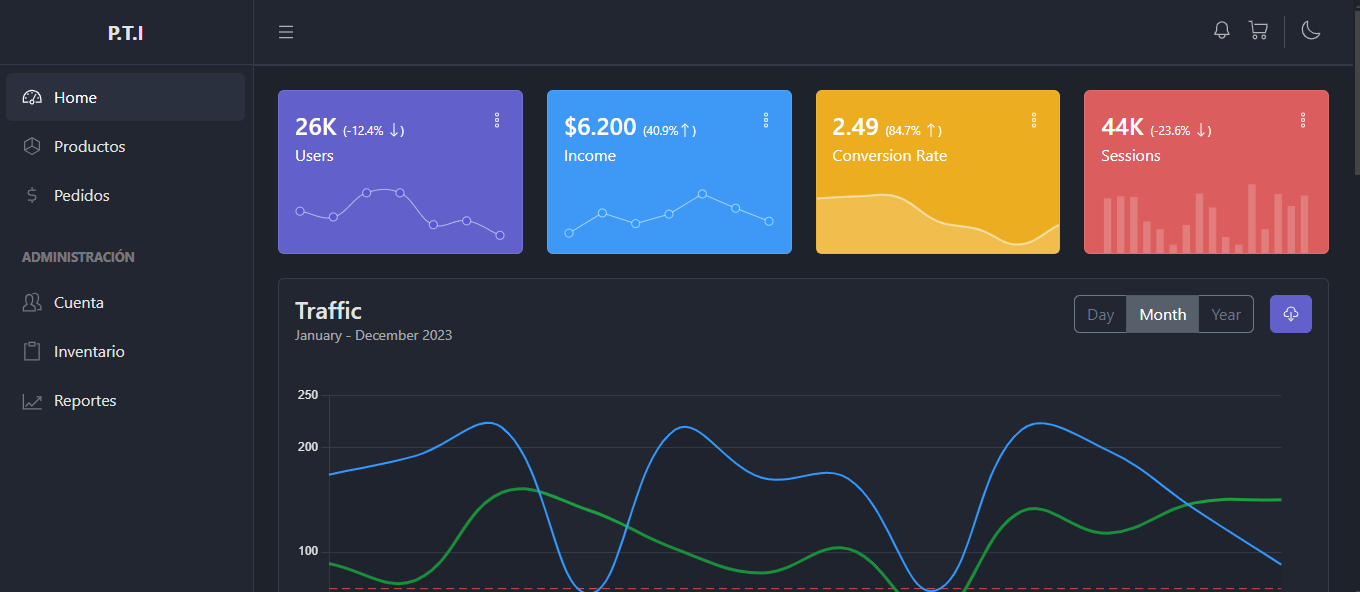 P.T.I
Home
Productos
Pedidos
ADMINISTRACIÓN
Cuenta
Inventario
Reportes
26K (-12.4% ↓)
Users
$6.200 (40.9% ↑)
Income
2.49 (84.7% ↑)
Conversion Rate
44K (-23.6% ↓)
Sessions
Traffic
January - December 2023
Day Month Year
250
200
100